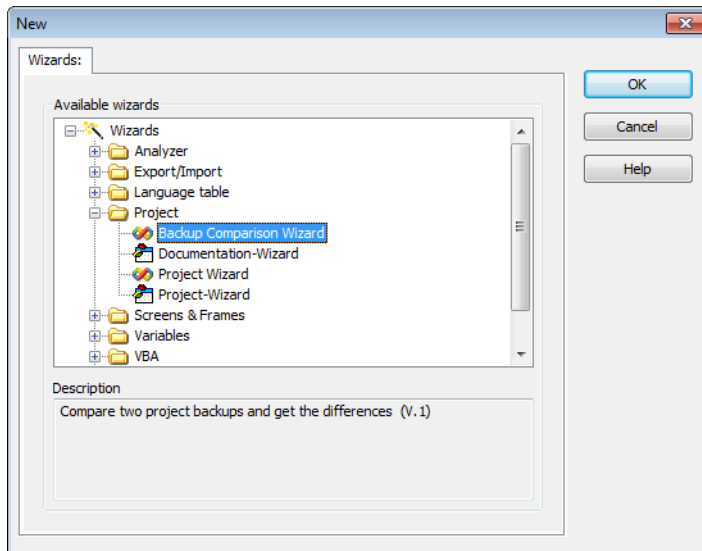 New
Wizards:
OK
Cancel
Help
Available wizards
Wizards
Analyzer
Export/Import
Language table
Project
Backup Comparison Wizard
Documentation-Wizard
Project Wizard
Project-Wizard
Screens & Frames
Variables
VBA
Description
Compare two project backups and get the differences (V.1)